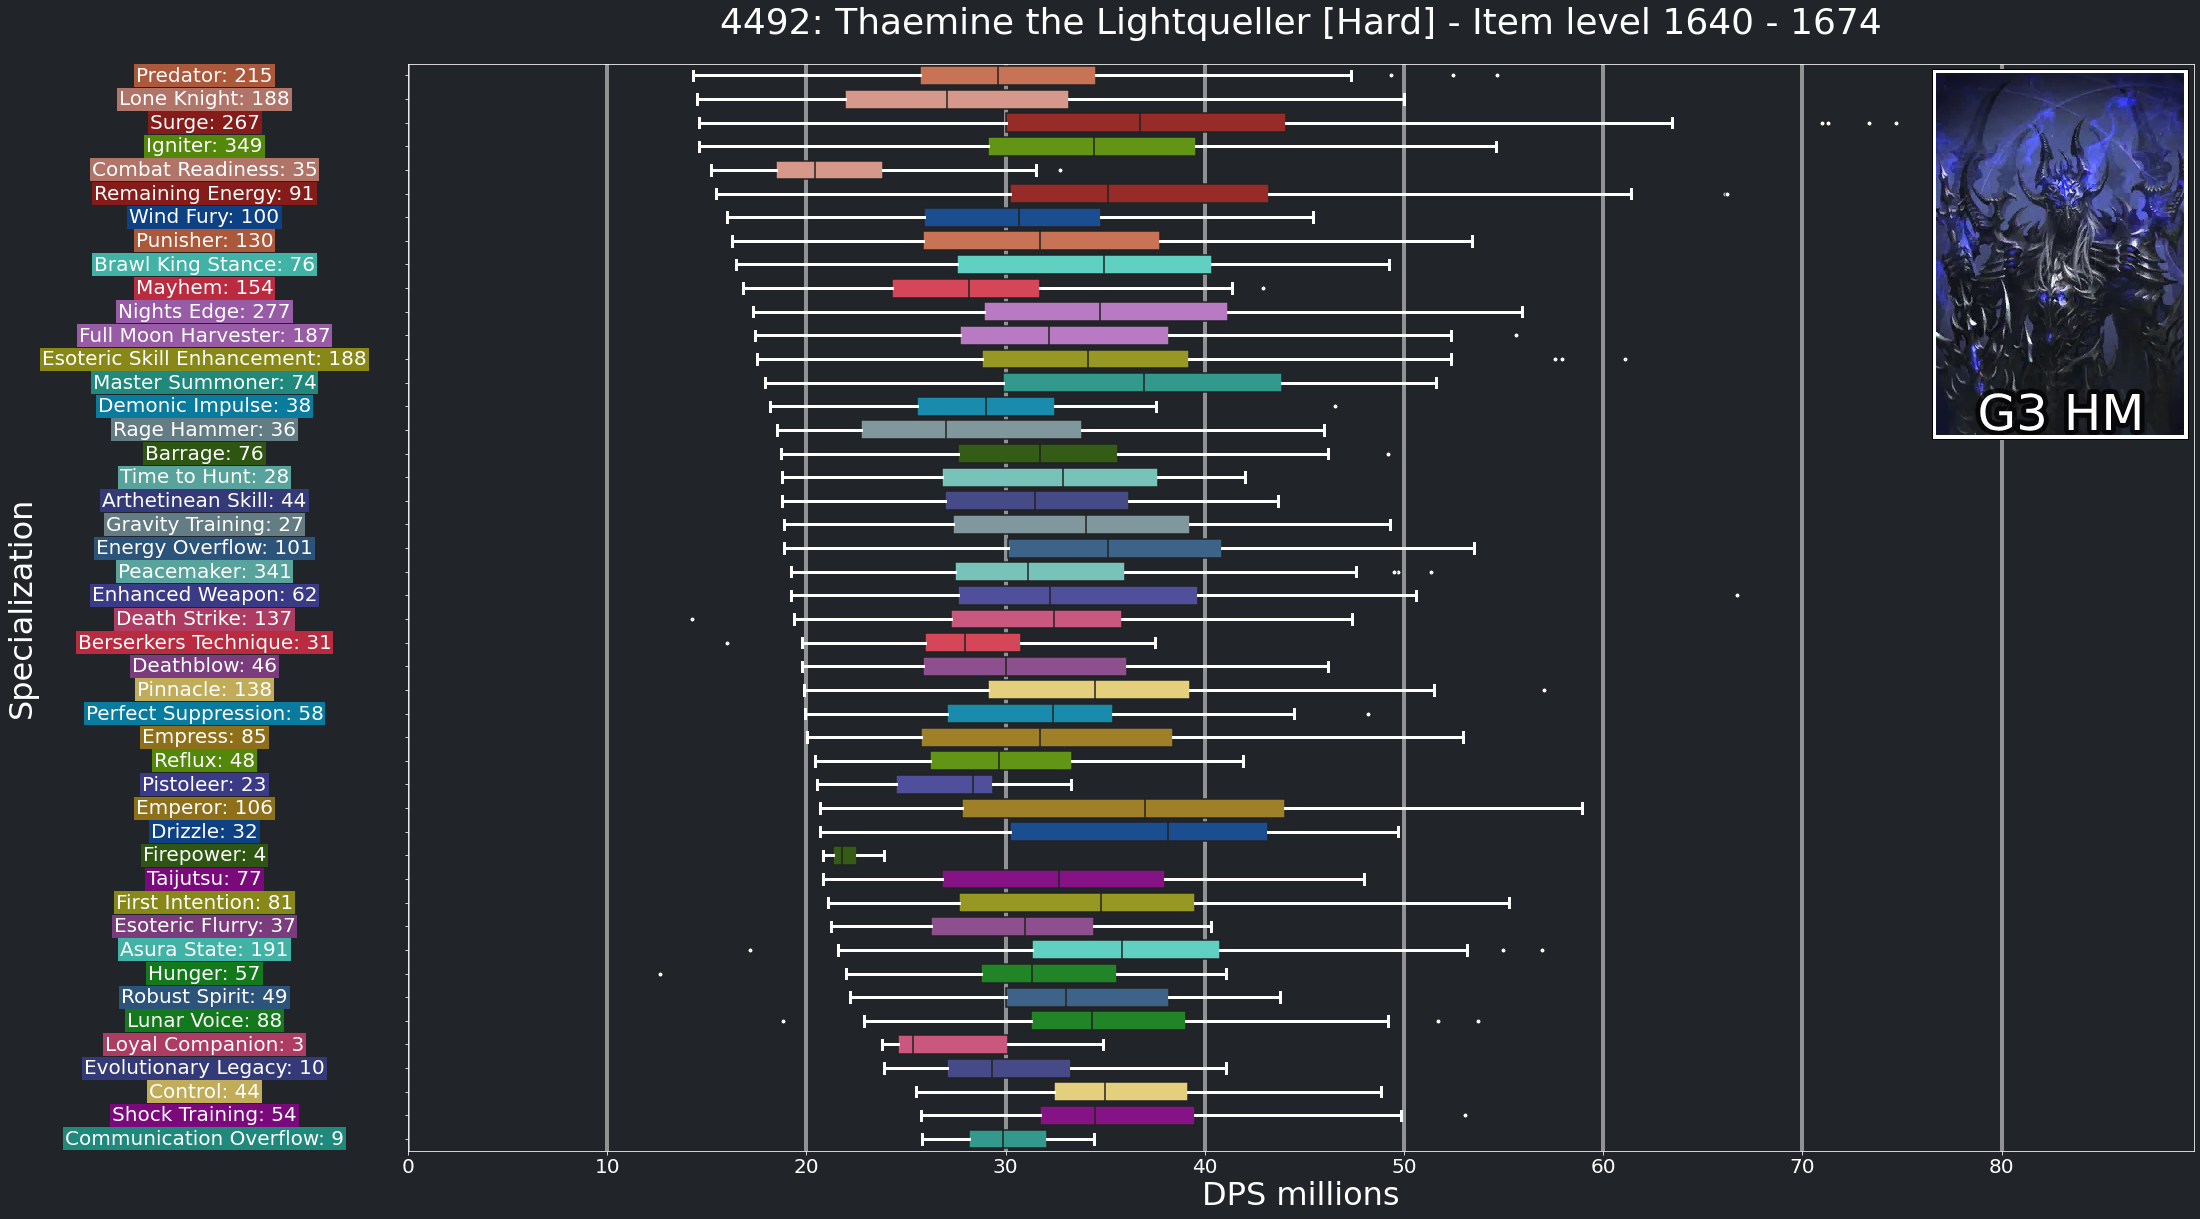 4492: Thaemine the Lightqueller [Hard] - Item level 1640 - 1674
Specialization
Predator: 215
Lone Knight: 188
Surge: 267
Igniter: 349
Combat Readiness: 35
Remaining Energy: 91
Wind Fury: 100
Punisher: 130
Brawl King Stance: 76
Mayhem: 154
Nights Edge: 277
Full Moon Harvester: 187
Esoteric Skill Enhancement: 188
Master Summoner: 74
Demonic Impulse: 38
Rage Hammer: 36
Barrage: 76
Time to Hunt: 28
Arthetinean Skill: 44
Gravity Training: 27
Energy Overflow: 101
Peacemaker: 341
Enhanced Weapon: 62
Death Strike: 137
Berserkers Technique: 31
Deathblow: 46
Pinnacle: 138
Perfect Suppression: 58
Empress: 85
Reflux: 48
Pistoleer: 23
Emperor: 106
Drizzle: 32
Firepower: 4
Taijutsu: 77
First Intention: 81
Esoteric Flurry: 37
Asura State: 191
Hunger: 57
Robust Spirit: 49
Lunar Voice: 88
Loyal Companion: 3
Evolutionary Legacy: 10
Control: 44
Shock Training: 54
Communication Overflow: 9
G3 HM
0 10 20 30 40 50 60 70 80
DPS millions